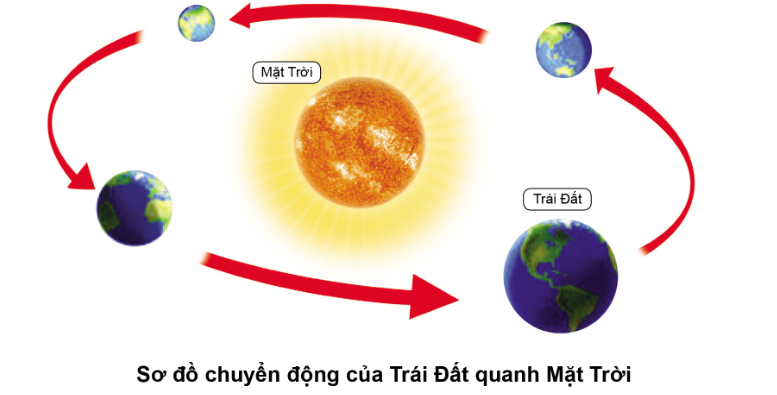 Mặt Trời
Trái Đất
Sơ đồ chuyển động của Trái Đất quanh Mặt Trời